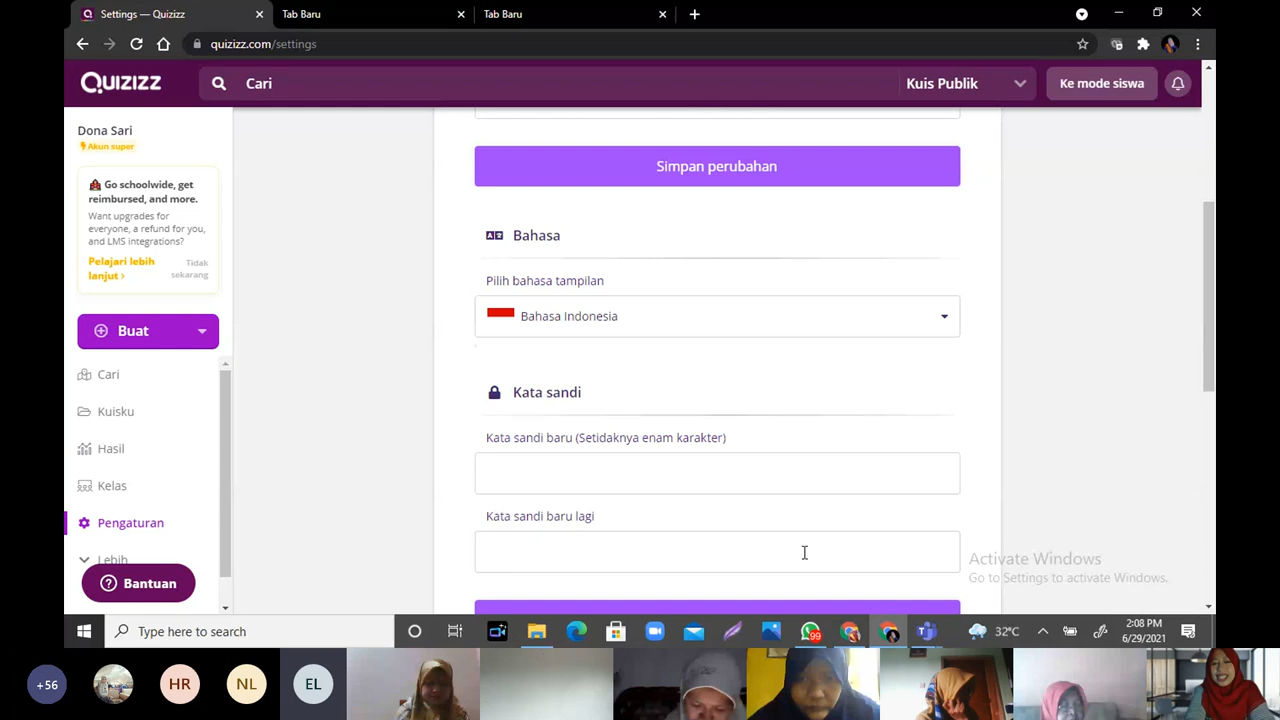 Settings — Quizizz
Tab Baru
Tab Baru
quizizz.com/settings
QUIZIZZ
Cari
Kuis Publik
Ke mode siswa
Dona Sari
Akun super
Go schoolwide, get
reimbursed, and more.
Want upgrades for
everyone, a refund for you,
and LMS integrations?
Pelajari lebih
lanjut >
Tidak
sekarang
Buat
Cari
Kuisku
Hasil
Kelas
Pengaturan
Lebih
Bantuan
Simpan perubahan
Bahasa
Pilih bahasa tampilan
Bahasa Indonesia
Kata sandi
Kata sandi baru (Setidaknya enam karakter)
Kata sandi baru lagi
Activate Windows
Go to Settings to activate Windows.
Type here to search
99
32°C
2:08 PM
6/29/2021
+56
HR
NL
EL